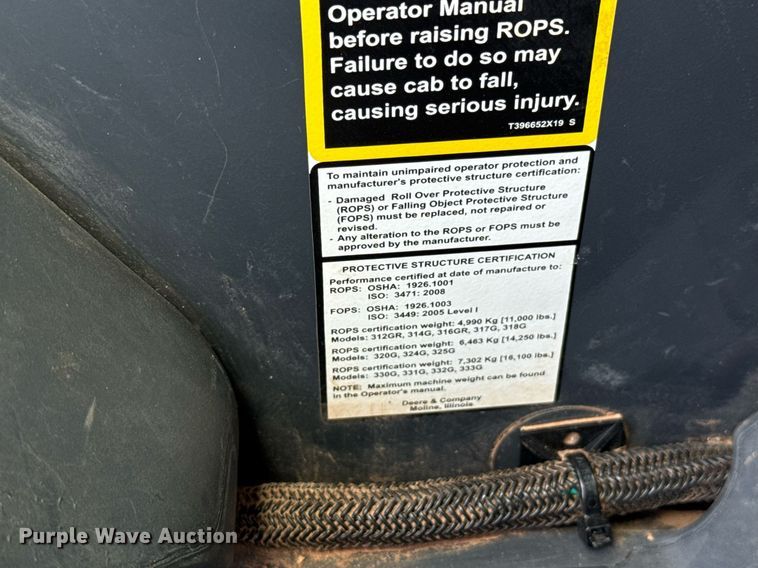 Operator Manual
before raising ROPS.
Failure to do so may
cause cab to fall,
causing serious injury.
T396652X19 S
To maintain unimpaired operator protection and
manufacturer's protective structure certification:
- Damaged Roll Over Protective Structure
(ROPS) or Falling Object Protective Structure
(FOPS) must be replaced, not repaired or
revised.
- Any alteration to the ROPS or FOPS must be
approved by the manufacturer.
PROTECTIVE STRUCTURE CERTIFICATION
Performance certified at date of manufacture to:
ROPS: OSHA: 1926.1001
ISO: 3471: 2008
FOPS: OSHA: 1926.1003
ISO: 3449: 2005 Level I
ROPS certification weight: 4,990 Kg [11,000 lbs.]
Models: 312GR, 314G, 316GR, 317G, 318G
ROPS certification weight: 6,463 Kg [14,250 lbs.]
Models: 320G, 324G, 325G
ROPS certification weight: 7,302 Kg [16,100 lbs.]
Models: 330G, 331G, 332G, 333G
NOTE: Maximum machine weight can be found
in the Operator's manual.
Deere & Company
Moline, Illinois
Purple Wave Auction